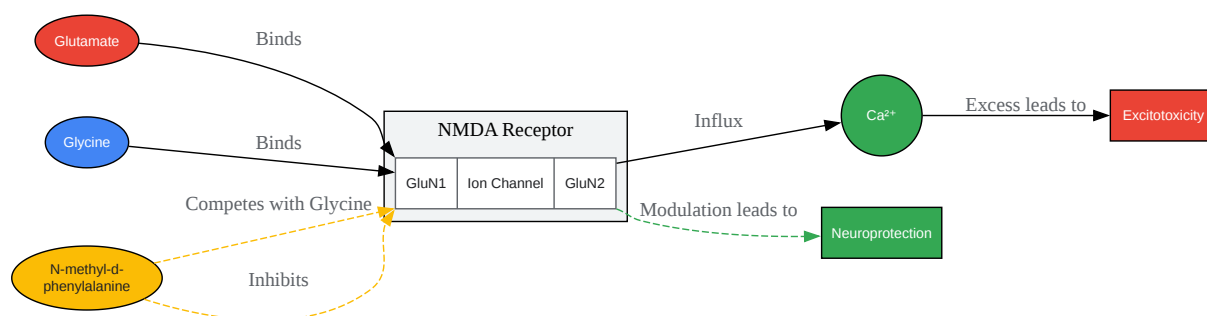 Glutamate
Binds
Glycine
Binds
NMDA Receptor
GluN1
Ion Channel
GluN2
Competes with Glycine
N-methyl-d-
phenylalanine
Inhibits
Influx
Ca²⁺
Excess leads to
Excitotoxicity
Modulation leads to
Neuroprotection